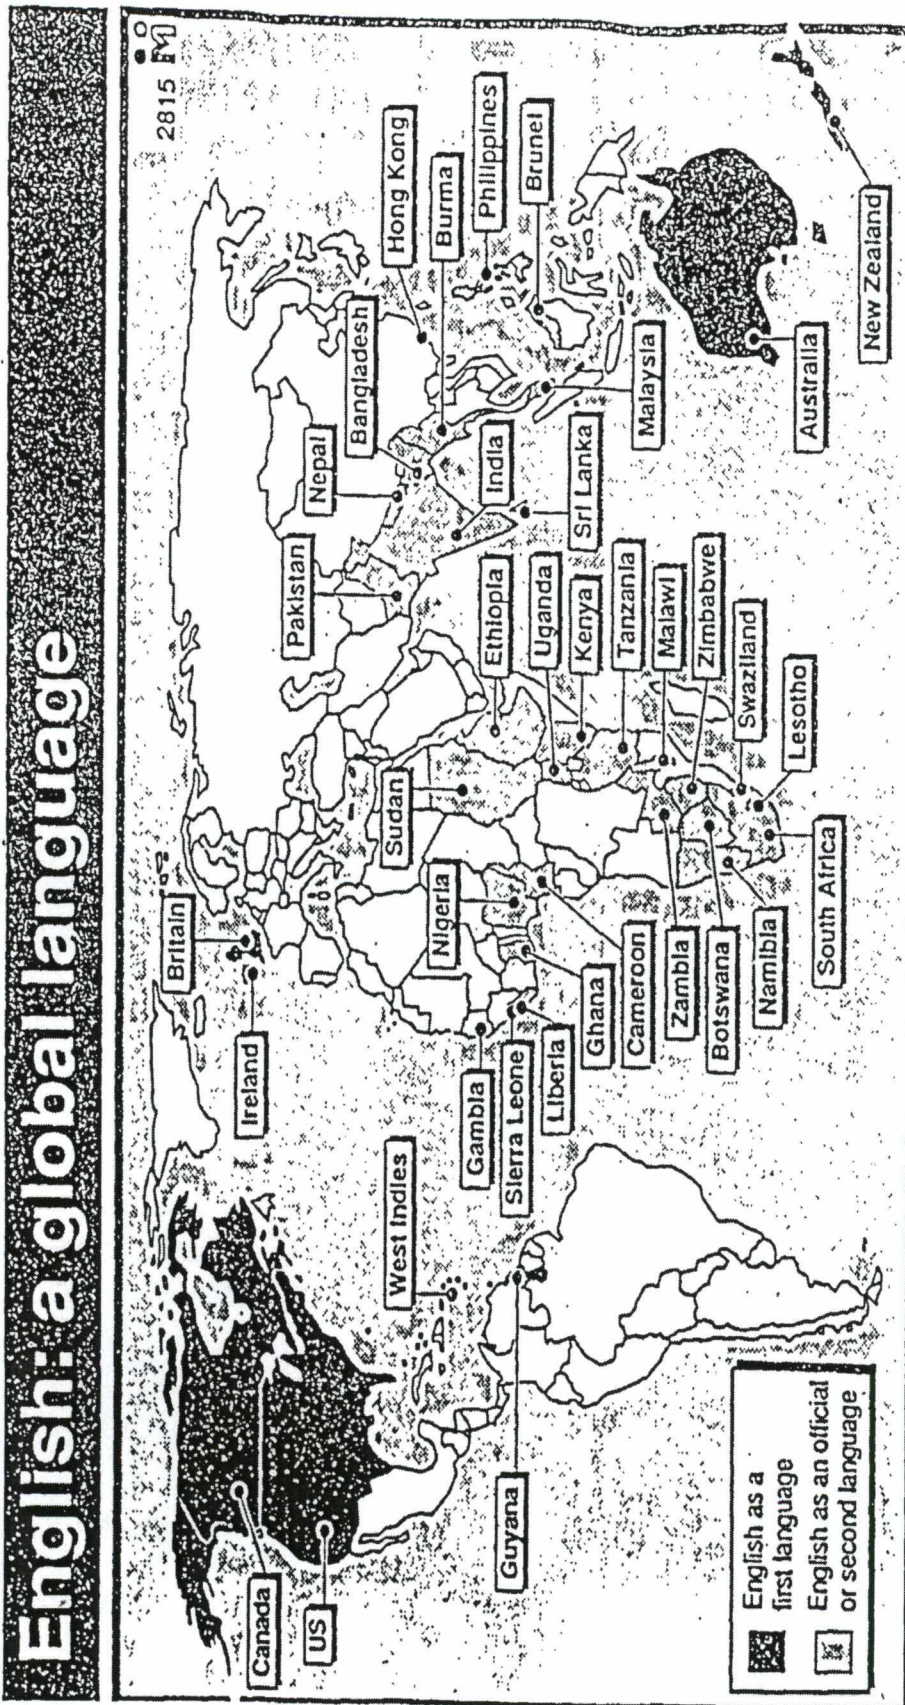 English: a global language
2815 M
Canada
US
Ireland
Britain
West Indies
Guyana
Gambia
Sierra Leone
Liberia
Ghana
Cameroon
Nigeria
Sudan
Ethiopia
Uganda
Kenya
Tanzania
Malawi
Zimbabwe
Swaziland
Lesotho
South Africa
Namibia
Botswana
Zambia
Pakistan
Nepal
Bangladesh
India
Sri Lanka
Hong Kong
Burma
Philippines
Brunei
Malaysia
Australia
New Zealand
English as a
first language
English as an official
or second language